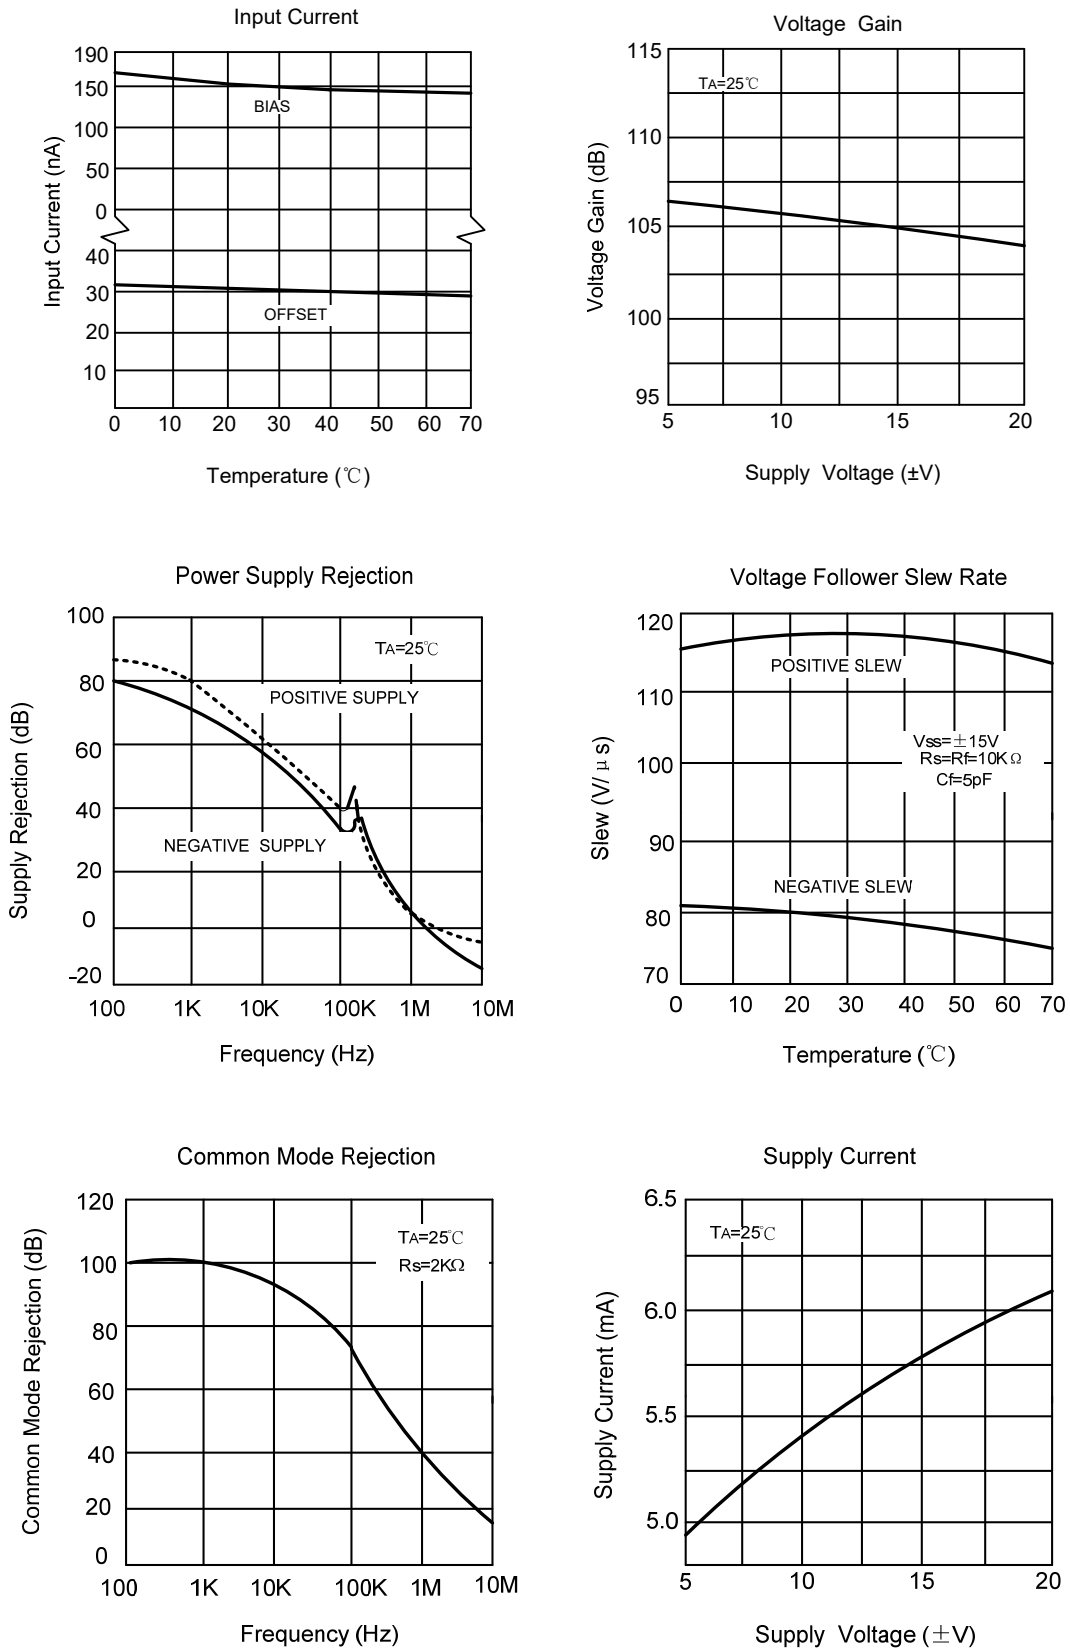 Input Current
190
150
100
50
0
40
30
20
10
BIAS
OFFSET
Input Current (nA)
0 10 20 30 40 50 60 70
Temperature (℃)
Voltage Gain
115
110
105
100
95
TA=25℃
Voltage Gain (dB)
5 10 15 20
Supply Voltage (±V)
Power Supply Rejection
100
80
60
40
20
0
-20
TA=25℃
POSITIVE SUPPLY
NEGATIVE SUPPLY
Supply Rejection (dB)
100 1K 10K 100K 1M 10M
Frequency (Hz)
Voltage Follower Slew Rate
120
110
100
90
80
70
POSITIVE SLEW
Vss=±15V
Rs=Rf=10KΩ
Cf=5pF
NEGATIVE SLEW
Slew (V/μs)
0 10 20 30 40 50 60 70
Temperature (℃)
Common Mode Rejection
120
100
80
60
40
20
0
TA=25℃
Rs=2KΩ
Common Mode Rejection (dB)
100 1K 10K 100K 1M 10M
Frequency (Hz)
Supply Current
6.5
6.0
5.5
5.0
TA=25℃
Supply Current (mA)
5 10 15 20
Supply Voltage (±V)